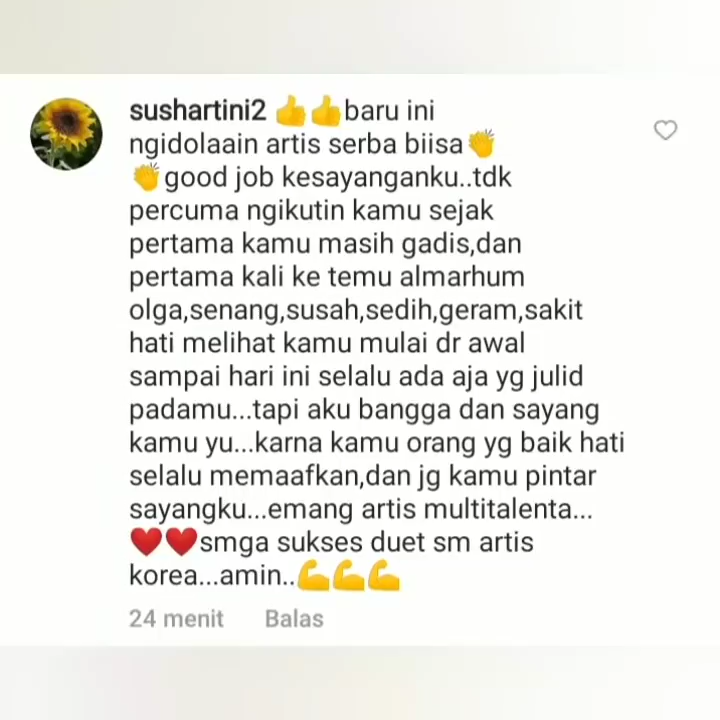 sushartini2 👍👍baru ini
ngidolaain artis serba biisa👏
👏good job kesayanganku..tdk
percuma ngikutin kamu sejak
pertama kamu masih gadis,dan
pertama kali ke temu almarhum
olga,senang,susah,sedih,geram,sakit
hati melihat kamu mulai dr awal
sampai hari ini selalu ada aja yg julid
padamu...tapi aku bangga dan sayang
kamu yu...karna kamu orang yg baik hati
selalu memaafkan,dan jg kamu pintar
sayangku...emang artis multitalenta...
❤️❤️smga sukses duet sm artis
korea...amin..💪💪💪
24 menit Balas